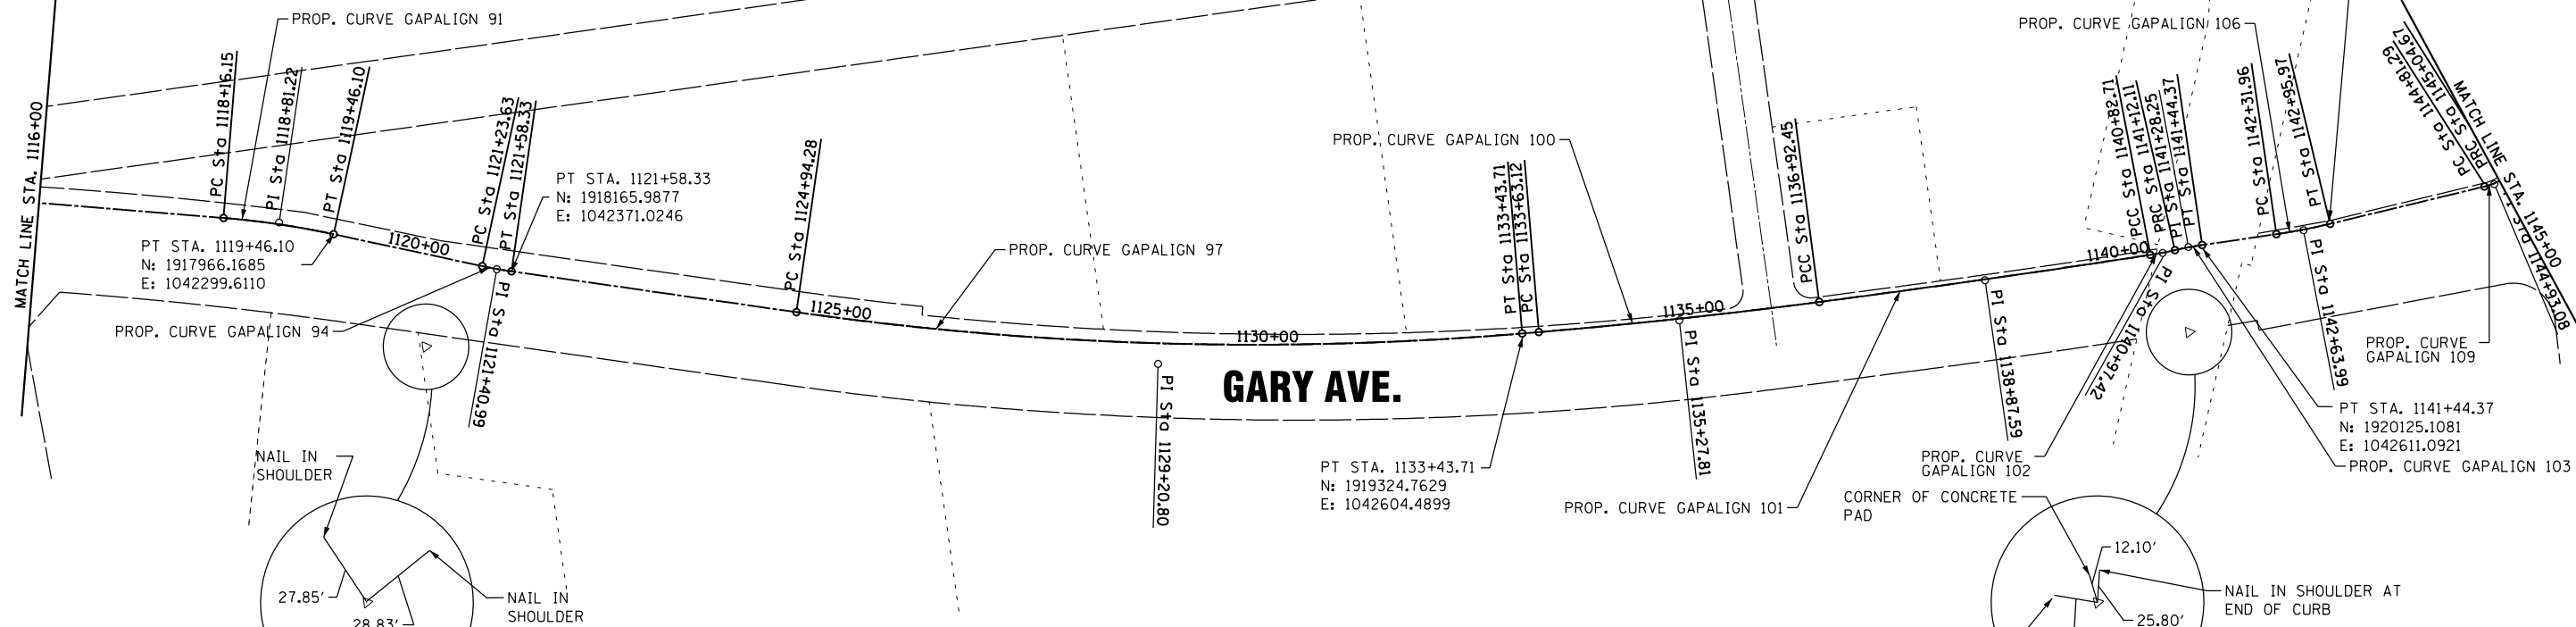 MATCH LINE STA. 1116+00
PROP. CURVE GAPALIGN 91
PC Sta 1118+16.15
PI Sta 1118+81.22
PT Sta 1119+46.10
PT STA. 1119+46.10
N: 1917966.1685
E: 1042299.6110
1120+00
PC Sta 1121+23.63
PT Sta 1121+58.33
PT STA. 1121+58.33
N: 1918165.9877
E: 1042371.0246
PROP. CURVE GAPALIGN 94
PI Sta 1121+40.99
NAIL IN
SHOULDER
27.85'
28.83'
NAIL IN
SHOULDER
PC Sta 1124+94.28
1125+00
PROP. CURVE GAPALIGN 97
1130+00
GARY AVE.
PI Sta 1129+20.80
PROP. CURVE GAPALIGN 100
PT Sta 1133+43.71
PC Sta 1133+63.12
PT STA. 1133+43.71
N: 1919324.7629
E: 1042604.4899
1135+00
PI Sta 1135+27.81
PCC Sta 1136+92.45
PROP. CURVE GAPALIGN 101
PI Sta 1138+87.59
1140+00
PROP. CURVE GAPALIGN 106
PCC Sta 1140+82.71
PRC Sta 1141+12.11
PI Sta 1141+28.25
PT Sta 1141+44.37
PI Sta 1140+97.42
PROP. CURVE
GAPALIGN 102
PC Sta 1142+31.96
PT Sta 1142+95.97
PI Sta 1142+63.99
PT STA. 1141+44.37
N: 1920125.1081
E: 1042611.0921
PROP. CURVE GAPALIGN 103
PROP. CURVE
GAPALIGN 109
PC Sta 1144+81.29
PRC Sta 1145+04.67
MATCH LINE STA. 1145+00
PI Sta 1144+93.08
CORNER OF CONCRETE
PAD
12.10'
NAIL IN SHOULDER AT
END OF CURB
25.80'